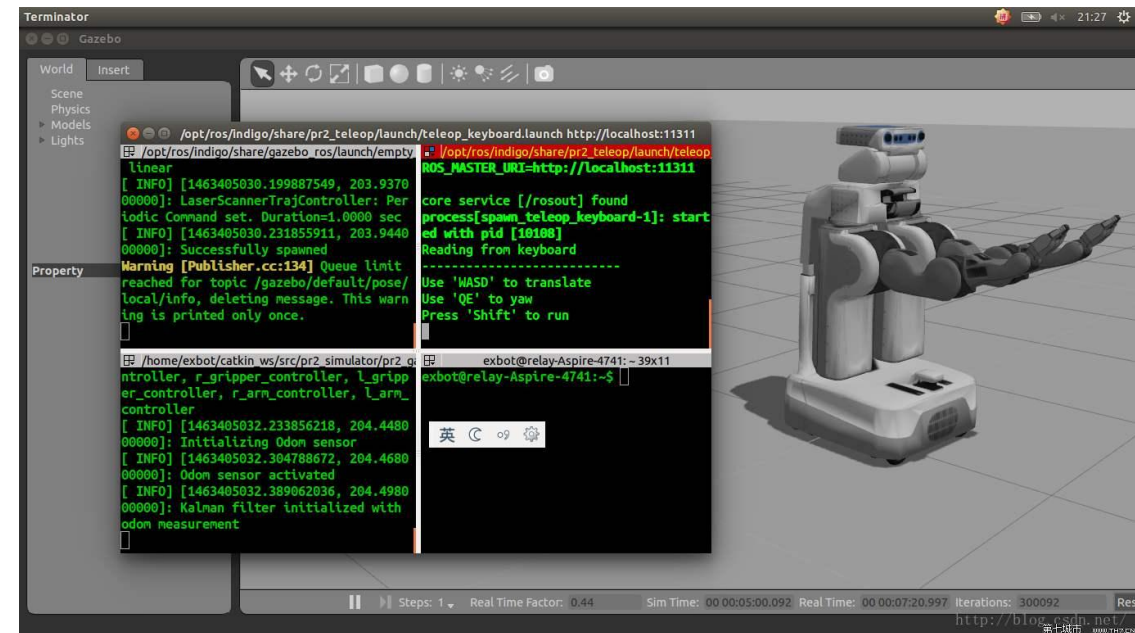 Terminator
21:27
Gazebo
World Insert
Scene
Physics
Models
Lights
Property
/opt/ros/indigo/share/pr2_teleop/launch/teleop_keyboard.launch http://localhost:11311
/opt/ros/indigo/share/gazebo_ros/launch/empty
linear
[ INFO] [1463405030.199887549, 203.9370
00000]: LaserScannerTrajController: Per
iodic Command set. Duration=1.0000 sec
[ INFO] [1463405030.231855911, 203.9440
00000]: Successfully spawned
Warning [Publisher.cc:134] Queue limit
reached for topic /gazebo/default/pose/
local/info, deleting message. This warn
ing is printed only once.
/opt/ros/indigo/share/pr2_teleop/launch/teleop
ROS_MASTER_URI=http://localhost:11311
core service [/rosout] found
process[spawn_teleop_keyboard-1]: start
ed with pid [10108]
Reading from keyboard
---------------------------
Use 'WASD' to translate
Use 'QE' to yaw
Press 'Shift' to run
/home/exbot/catkin_ws/src/pr2_simulator/pr2_ga
ntroller, r_gripper_controller, l_gripp
er_controller, r_arm_controller, l_arm_
controller
[ INFO] [1463405032.233856218, 204.4480
00000]: Initializing Odom sensor
[ INFO] [1463405032.304788672, 204.4680
00000]: Odom sensor activated
[ INFO] [1463405032.389062036, 204.4980
00000]: Kalman filter initialized with
odom measurement
exbot@relay-Aspire-4741: ~ 39x11
exbot@relay-Aspire-4741:~$
英
Steps: 1 Real Time Factor: 0.44 Sim Time: 00 00:05:00.092 Real Time: 00 00:07:20.997 Iterations: 300092 Res
http://blog.csdn.net/
第七城市 www.TH7.CN